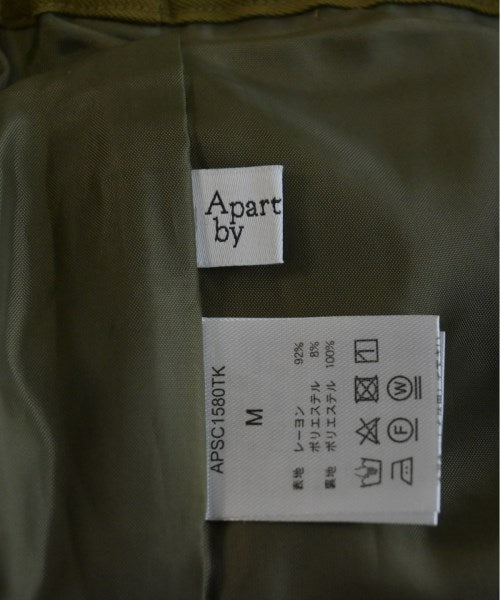 Apart
by
APSC1580TK
M
表地 レーヨン 92%
ポリエステル 8%
裏地 ポリエステル 100%
W
F